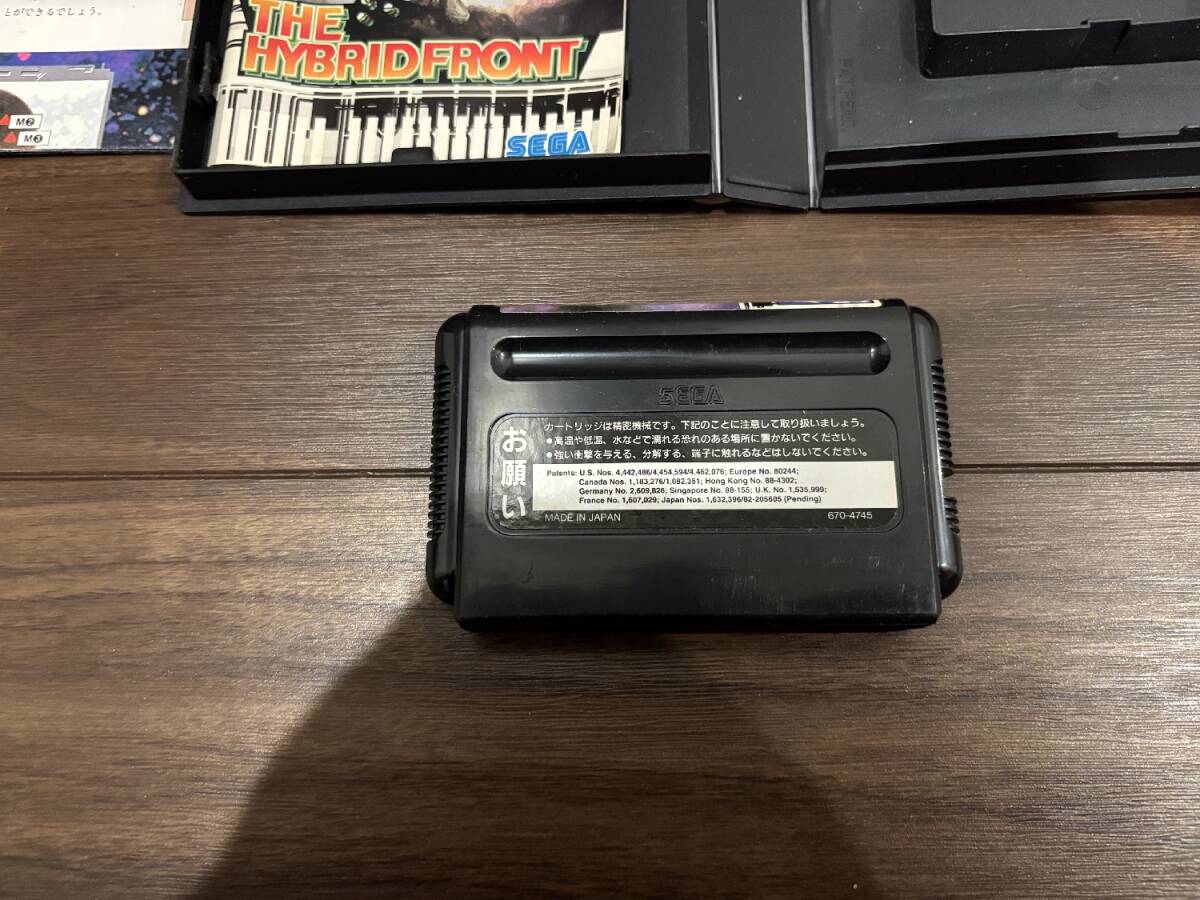 とができるでしょう。
M②
M③
THE
HYBRID FRONT
SEGA
SEGA
お願い
カートリッジは精密機械です。下記のことに注意して取り扱いましょう。
●高温や低温、水などで濡れる恐れのある場所に置かないでください。
●強い衝撃を与える、分解する、端子に触れるなどはしないでください。
Patents: U.S. Nos. 4,442,486/4,454,594/4,462,076; Europe No. 80244;
Canada Nos. 1,183,276/1,082,351; Hong Kong No. 88-4302;
Germany No. 2,609,826; Singapore No. 88-155; U.K. No. 1,535,999;
France No. 1,607,029; Japan Nos. 1,632,396/82-205605 (Pending)
MADE IN JAPAN
670-4745